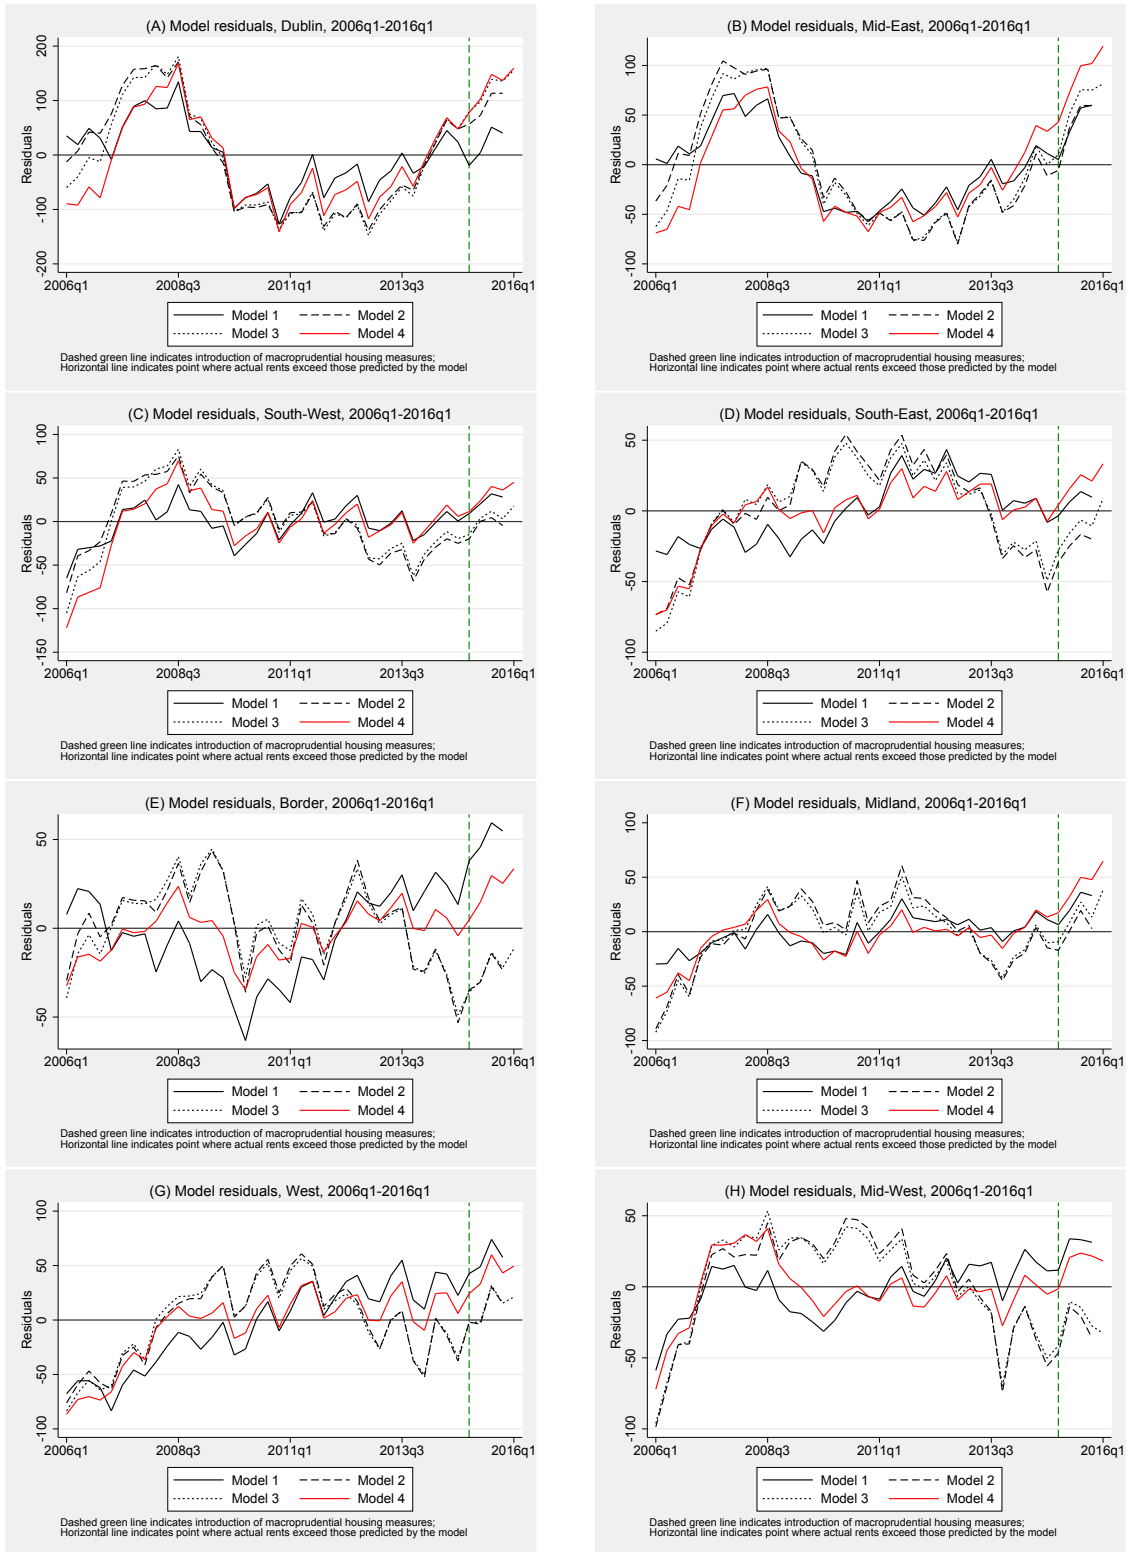 (A) Model residuals, Dublin, 2006q1-2016q1
Residuals
200
100
0
-100
-200
2006q1 2008q3 2011q1 2013q3 2016q1
Model 1 Model 2
Model 3 Model 4
Dashed green line indicates introduction of macroprudential housing measures;
Horizontal line indicates point where actual rents exceed those predicted by the model
(B) Model residuals, Mid-East, 2006q1-2016q1
Residuals
100
50
0
-50
-100
2006q1 2008q3 2011q1 2013q3 2016q1
Model 1 Model 2
Model 3 Model 4
Dashed green line indicates introduction of macroprudential housing measures;
Horizontal line indicates point where actual rents exceed those predicted by the model
(C) Model residuals, South-West, 2006q1-2016q1
Residuals
100
50
0
-50
-100
-150
2006q1 2008q3 2011q1 2013q3 2016q1
Model 1 Model 2
Model 3 Model 4
Dashed green line indicates introduction of macroprudential housing measures;
Horizontal line indicates point where actual rents exceed those predicted by the model
(D) Model residuals, South-East, 2006q1-2016q1
Residuals
50
0
-50
-100
2006q1 2008q3 2011q1 2013q3 2016q1
Model 1 Model 2
Model 3 Model 4
Dashed green line indicates introduction of macroprudential housing measures;
Horizontal line indicates point where actual rents exceed those predicted by the model
(E) Model residuals, Border, 2006q1-2016q1
Residuals
50
0
-50
2006q1 2008q3 2011q1 2013q3 2016q1
Model 1 Model 2
Model 3 Model 4
Dashed green line indicates introduction of macroprudential housing measures;
Horizontal line indicates point where actual rents exceed those predicted by the model
(F) Model residuals, Midland, 2006q1-2016q1
Residuals
100
50
0
-50
-100
2006q1 2008q3 2011q1 2013q3 2016q1
Model 1 Model 2
Model 3 Model 4
Dashed green line indicates introduction of macroprudential housing measures;
Horizontal line indicates point where actual rents exceed those predicted by the model
(G) Model residuals, West, 2006q1-2016q1
Residuals
100
50
0
-50
-100
2006q1 2008q3 2011q1 2013q3 2016q1
Model 1 Model 2
Model 3 Model 4
Dashed green line indicates introduction of macroprudential housing measures;
Horizontal line indicates point where actual rents exceed those predicted by the model
(H) Model residuals, Mid-West, 2006q1-2016q1
Residuals
50
0
-50
-100
2006q1 2008q3 2011q1 2013q3 2016q1
Model 1 Model 2
Model 3 Model 4
Dashed green line indicates introduction of macroprudential housing measures;
Horizontal line indicates point where actual rents exceed those predicted by the model